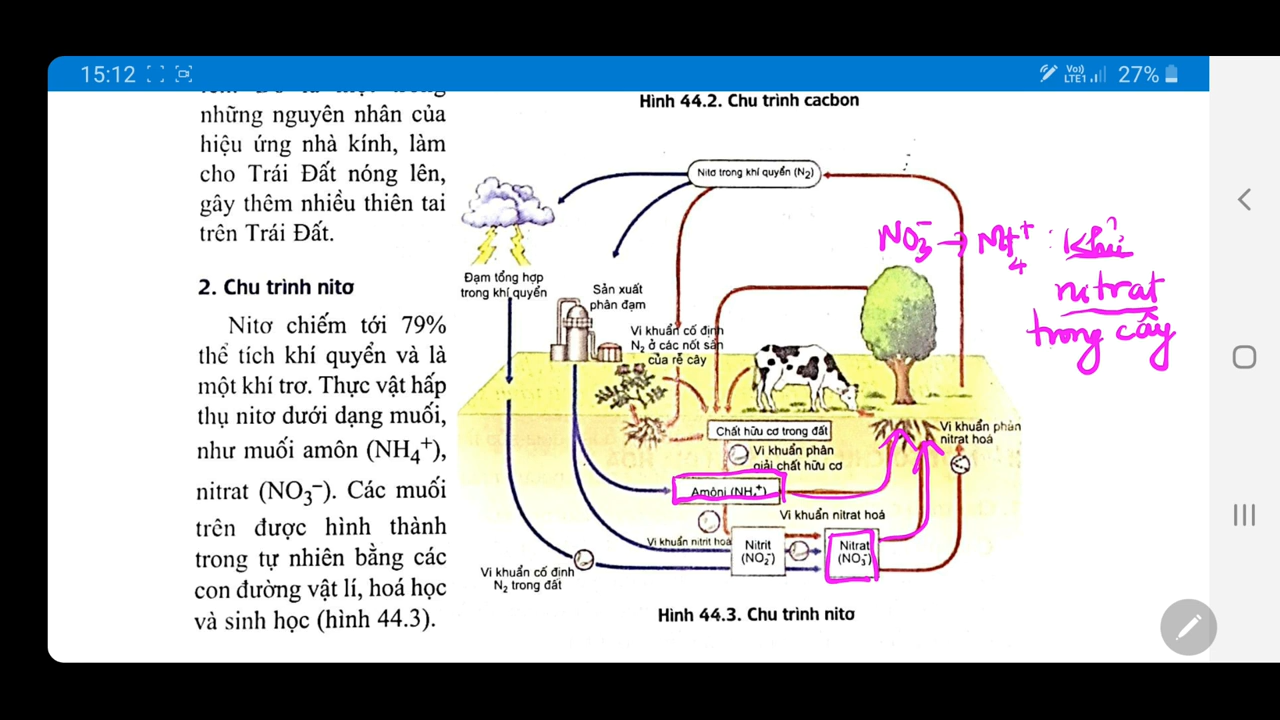 15:12
Vo)
LTE1
27%
những nguyên nhân của
hiệu ứng nhà kính, làm
cho Trái Đất nóng lên,
gây thêm nhiều thiên tai
trên Trái Đất.
2. Chu trình nitơ
Nitơ chiếm tới 79%
thể tích khí quyển và là
một khí trơ. Thực vật hấp
thụ nitơ dưới dạng muối,
như muối amôn (NH₄⁺),
nitrat (NO₃⁻). Các muối
trên được hình thành
trong tự nhiên bằng các
con đường vật lí, hoá học
và sinh học (hình 44.3).
Hình 44.2. Chu trình cacbon
Nitơ trong khí quyển (N₂)
Đạm tổng hợp
trong khí quyển
Sản xuất
phân đạm
Vi khuẩn cố định
N₂ ở các nốt sần
của rễ cây
NO₃⁻ → NH₄⁺ : khử
nitrat
trong cây
Chất hữu cơ trong đất
Vi khuẩn phân
giải chất hữu cơ
Vi khuẩn phản
nitrat hoá
Amôni (NH₄⁺)
Vi khuẩn nitrat hoá
Vi khuẩn nitrit hoá
Nitrit
(NO₂⁻)
Nitrat
(NO₃⁻)
Vi khuẩn cố định
N₂ trong đất
Hình 44.3. Chu trình nitơ